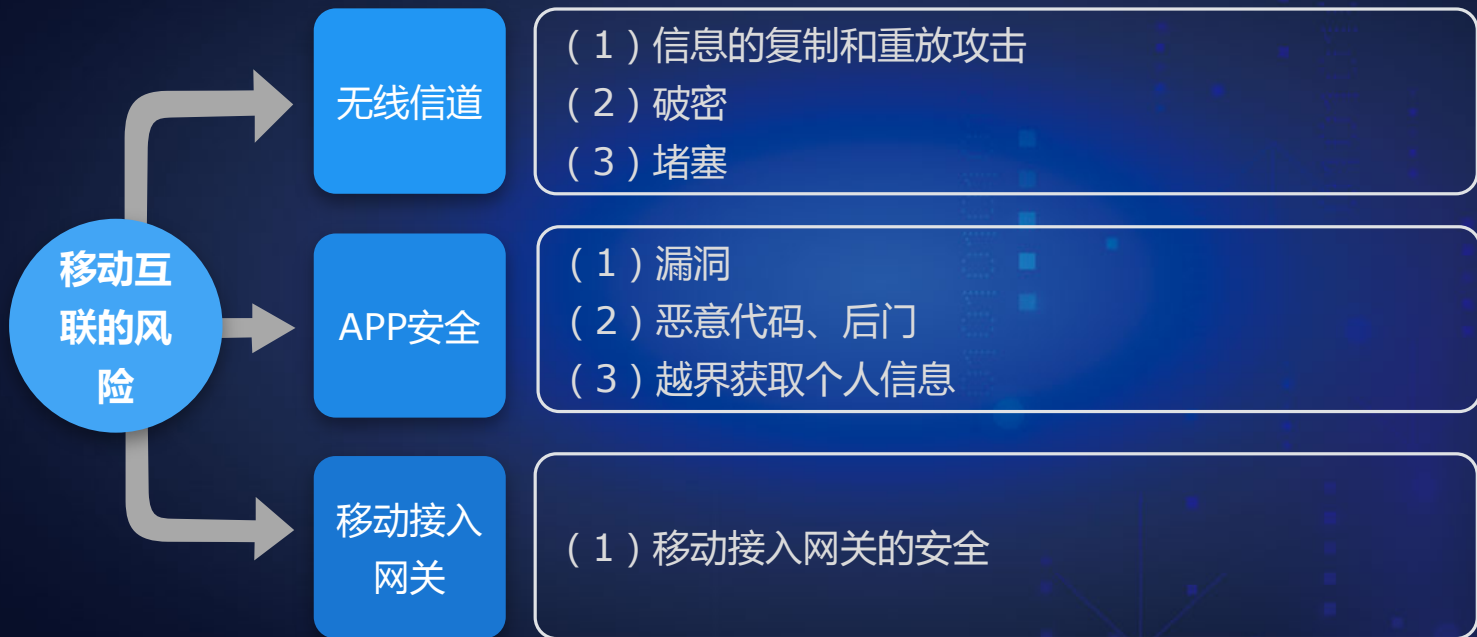 移动互
联的风
险
无线信道
（1）信息的复制和重放攻击
（2）破密
（3）堵塞
APP安全
（1）漏洞
（2）恶意代码、后门
（3）越界获取个人信息
移动接入
网关
（1）移动接入网关的安全